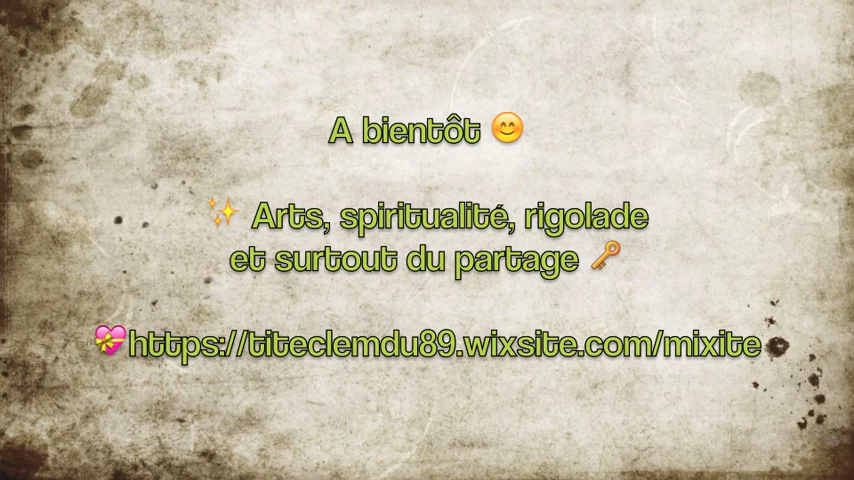 A bientôt 😊
✨ Arts, spiritualité, rigolade
et surtout du partage 🔑
💝https://titeclemdu89.wixsite.com/mixite